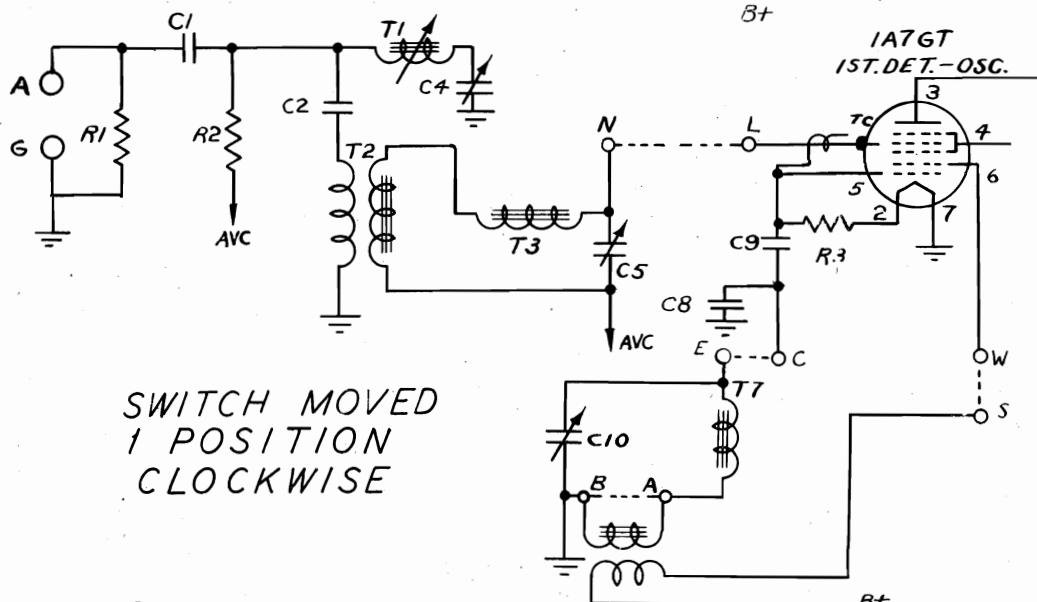 B+
C1
T1
1A7GT
1ST. DET.-OSC.
3
A
C4
C2
TC
N
L
4
R1
R2
G
T2
5
6
2
7
AVC
T3
C9
R3
C5
C8
AVC
E
C
W
T7
SWITCH MOVED
1 POSITION
CLOCKWISE
S
C10
B
A
B+